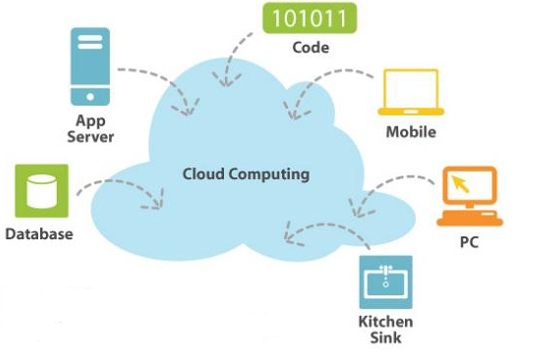 101011
Code
App
Server
Mobile
Cloud Computing
Database
PC
Kitchen
Sink